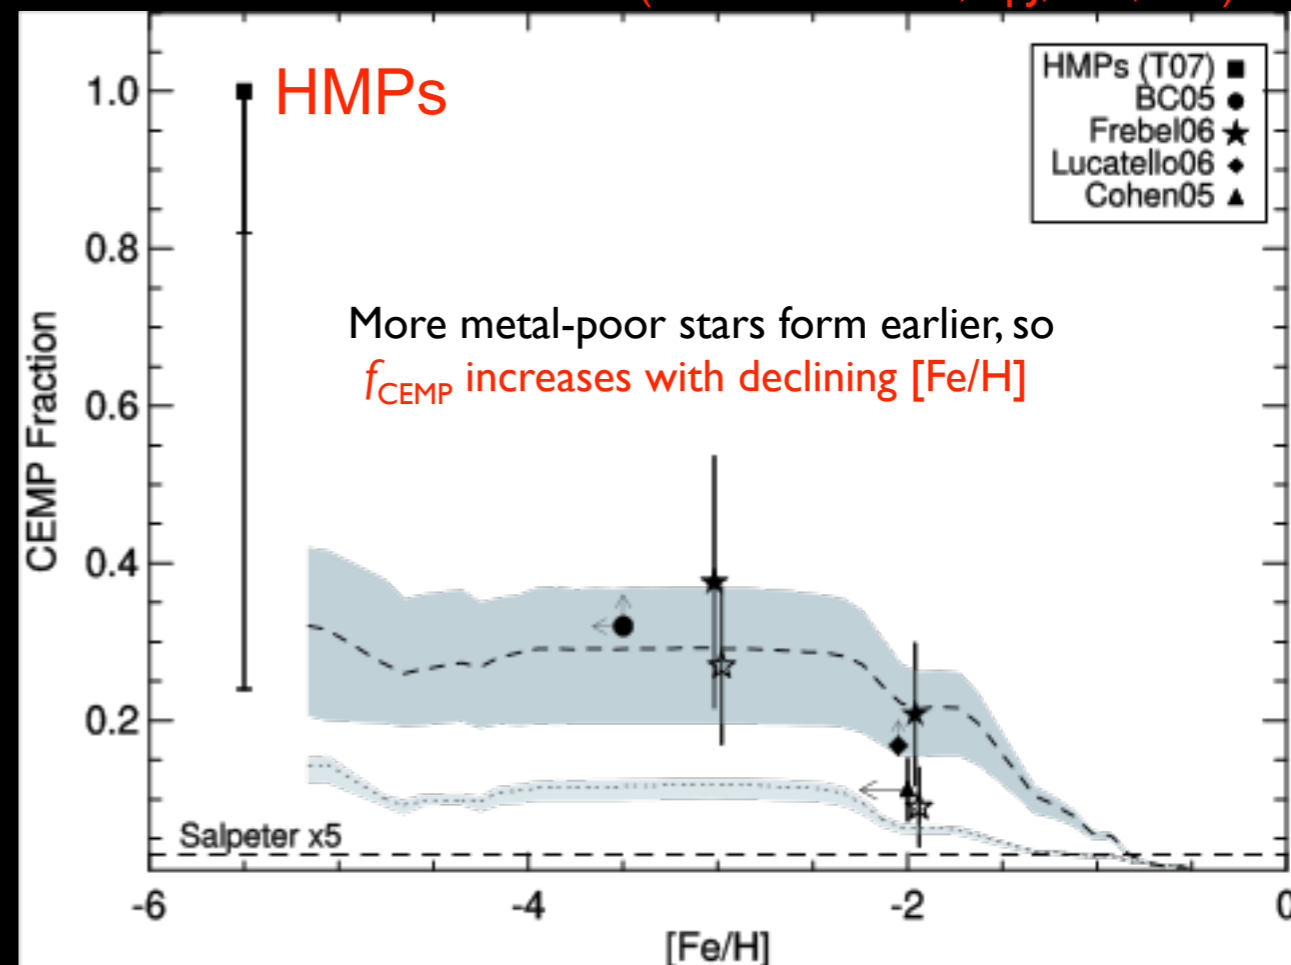 HMPs
HMPs (T07)
BC05
Frebel06
Lucatello06
Cohen05
More metal-poor stars form earlier, so
fCEMP increases with declining [Fe/H]
CEMP Fraction
1.0
0.8
0.6
0.4
0.2
Salpeter x5
-6
-4
-2
0
[Fe/H]